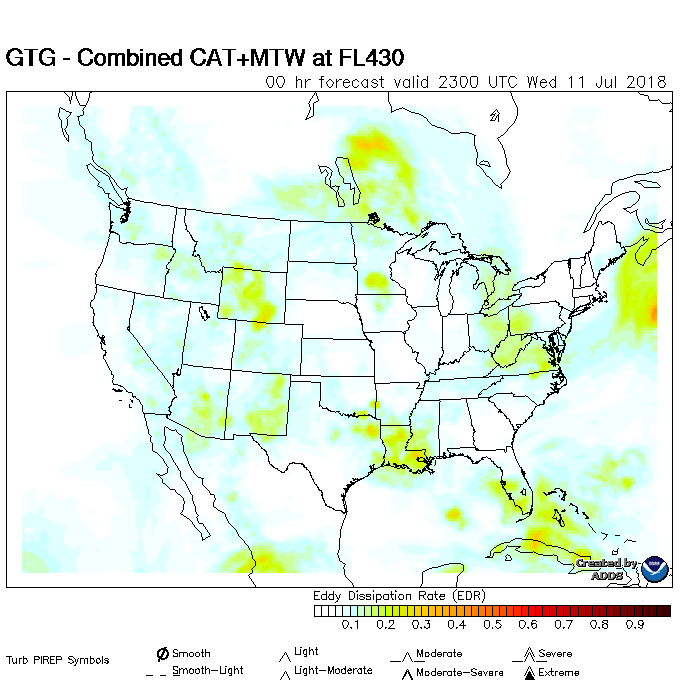 GTG - Combined CAT+MTW at FL430
00 hr forecast valid 2300 UTC Wed 11 Jul 2018
Created by
ADDS
Eddy Dissipation Rate (EDR)
0.1 0.2 0.3 0.4 0.5 0.6 0.7 0.8 0.9
Turb PIREP Symbols
Smooth Light Moderate Severe
Smooth-Light Light-Moderate Moderate-Severe Extreme